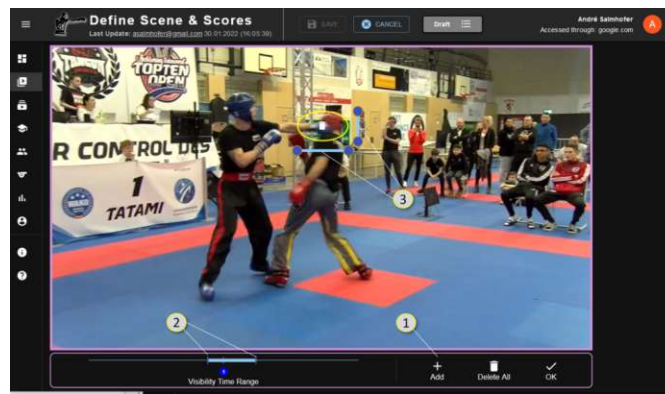 Define Scene & Scores
Last Update: asalmhofer@gmail.com 30.01.2022 (16:05:39)
SAVE
CANCEL
Draft
André Salmhofer
Accessed through: google.com
A
TOPTEN
OPEN
R CONTROL DES
1
TATAMI
WAKO
3
2
1
Visibility Time Range
Add
Delete All
OK